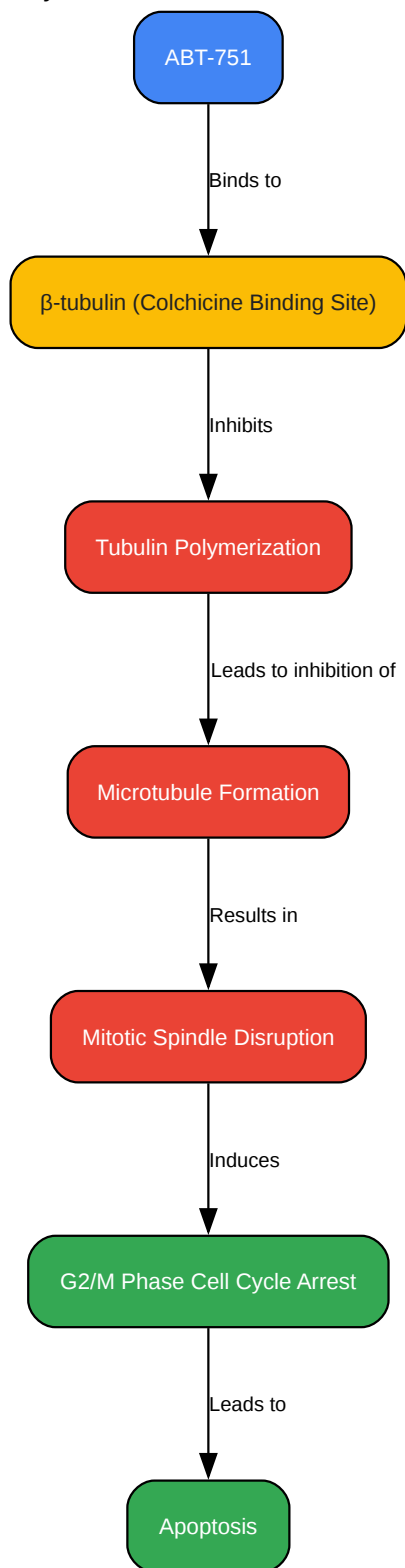 ABT-751
Binds to
β-tubulin (Colchicine Binding Site)
Inhibits
Tubulin Polymerization
Leads to inhibition of
Microtubule Formation
Results in
Mitotic Spindle Disruption
Induces
G2/M Phase Cell Cycle Arrest
Leads to
Apoptosis